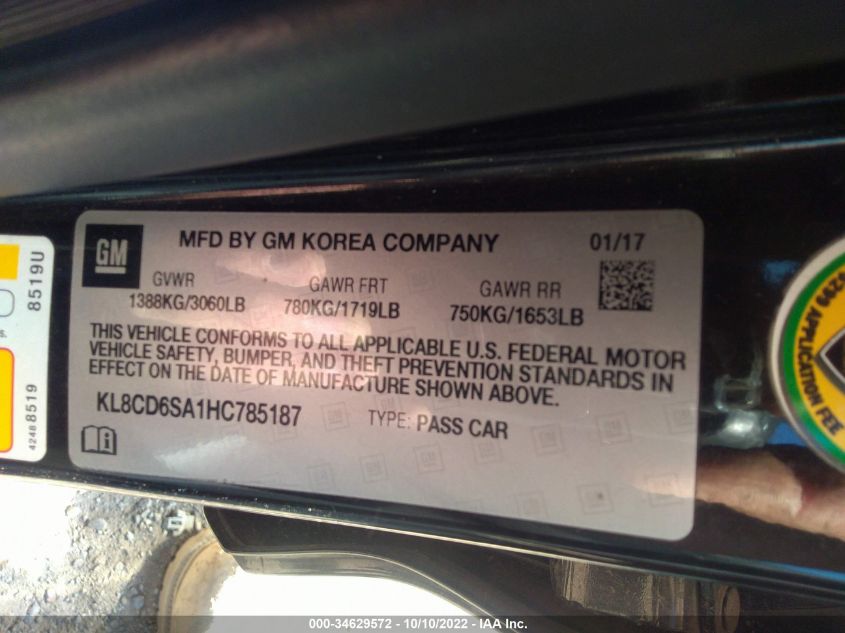 GM
MFD BY GM KOREA COMPANY 01/17
GVWR GAWR FRT GAWR RR
1388KG/3060LB 780KG/1719LB 750KG/1653LB
THIS VEHICLE CONFORMS TO ALL APPLICABLE U.S. FEDERAL MOTOR
VEHICLE SAFETY, BUMPER, AND THEFT PREVENTION STANDARDS IN
EFFECT ON THE DATE OF MANUFACTURE SHOWN ABOVE.
KL8CD6SA1HC785187 TYPE: PASS CAR
8519U
s.
4248 8519
4299 APPLICATION FEE
000-34629572 - 10/10/2022 - IAA Inc.